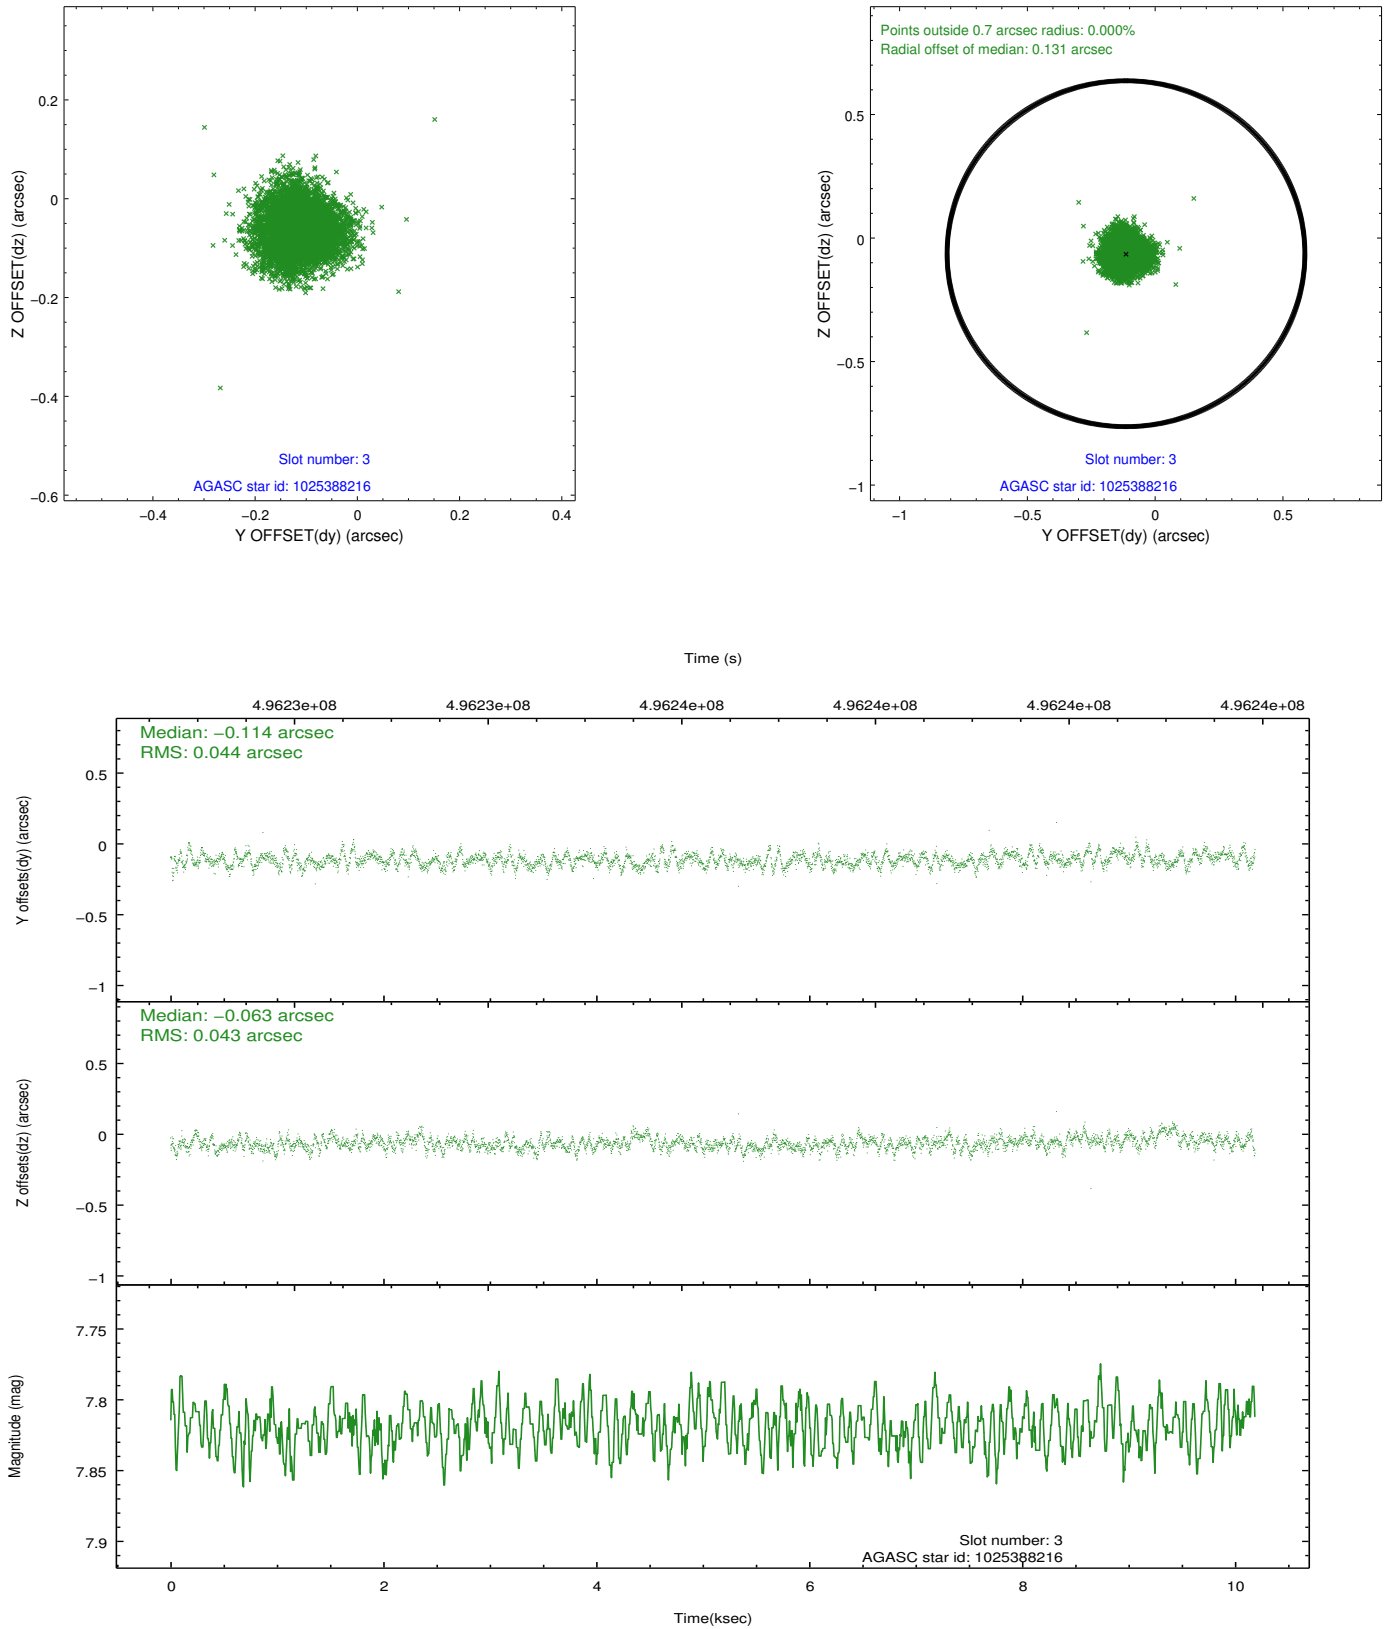 0.2
0
−0.2
−0.4
−0.6
Z OFFSET(dz) (arcsec)
Slot number: 3
AGASC star id: 1025388216
−0.4
−0.2
0
0.2
0.4
Y OFFSET(dy) (arcsec)
Points outside 0.7 arcsec radius: 0.000%
Radial offset of median: 0.131 arcsec
0.5
0
−0.5
−1
Z OFFSET(dz) (arcsec)
Slot number: 3
AGASC star id: 1025388216
−1
−0.5
0
0.5
Y OFFSET(dy) (arcsec)
Time (s)
4.9623e+08
4.9623e+08
4.9624e+08
4.9624e+08
4.9624e+08
4.9624e+08
Median: −0.114 arcsec
RMS: 0.044 arcsec
0.5
0
−0.5
−1
Y offsets(dy) (arcsec)
Median: −0.063 arcsec
RMS: 0.043 arcsec
0.5
0
−0.5
−1
Z offsets(dz) (arcsec)
7.75
7.8
7.85
7.9
Magnitude (mag)
Slot number: 3
AGASC star id: 1025388216
0
2
4
6
8
10
Time(ksec)